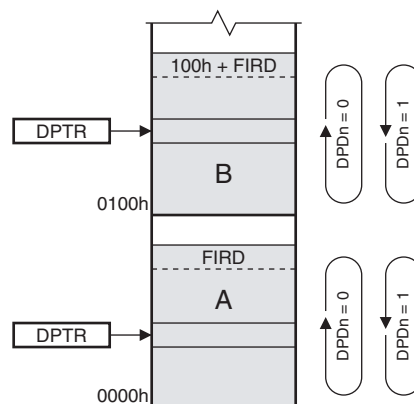 100h + FIRD
DPTR
B
0100h
DPDn = 0
DPDn = 1
FIRD
A
DPTR
0000h
DPDn = 0
DPDn = 1